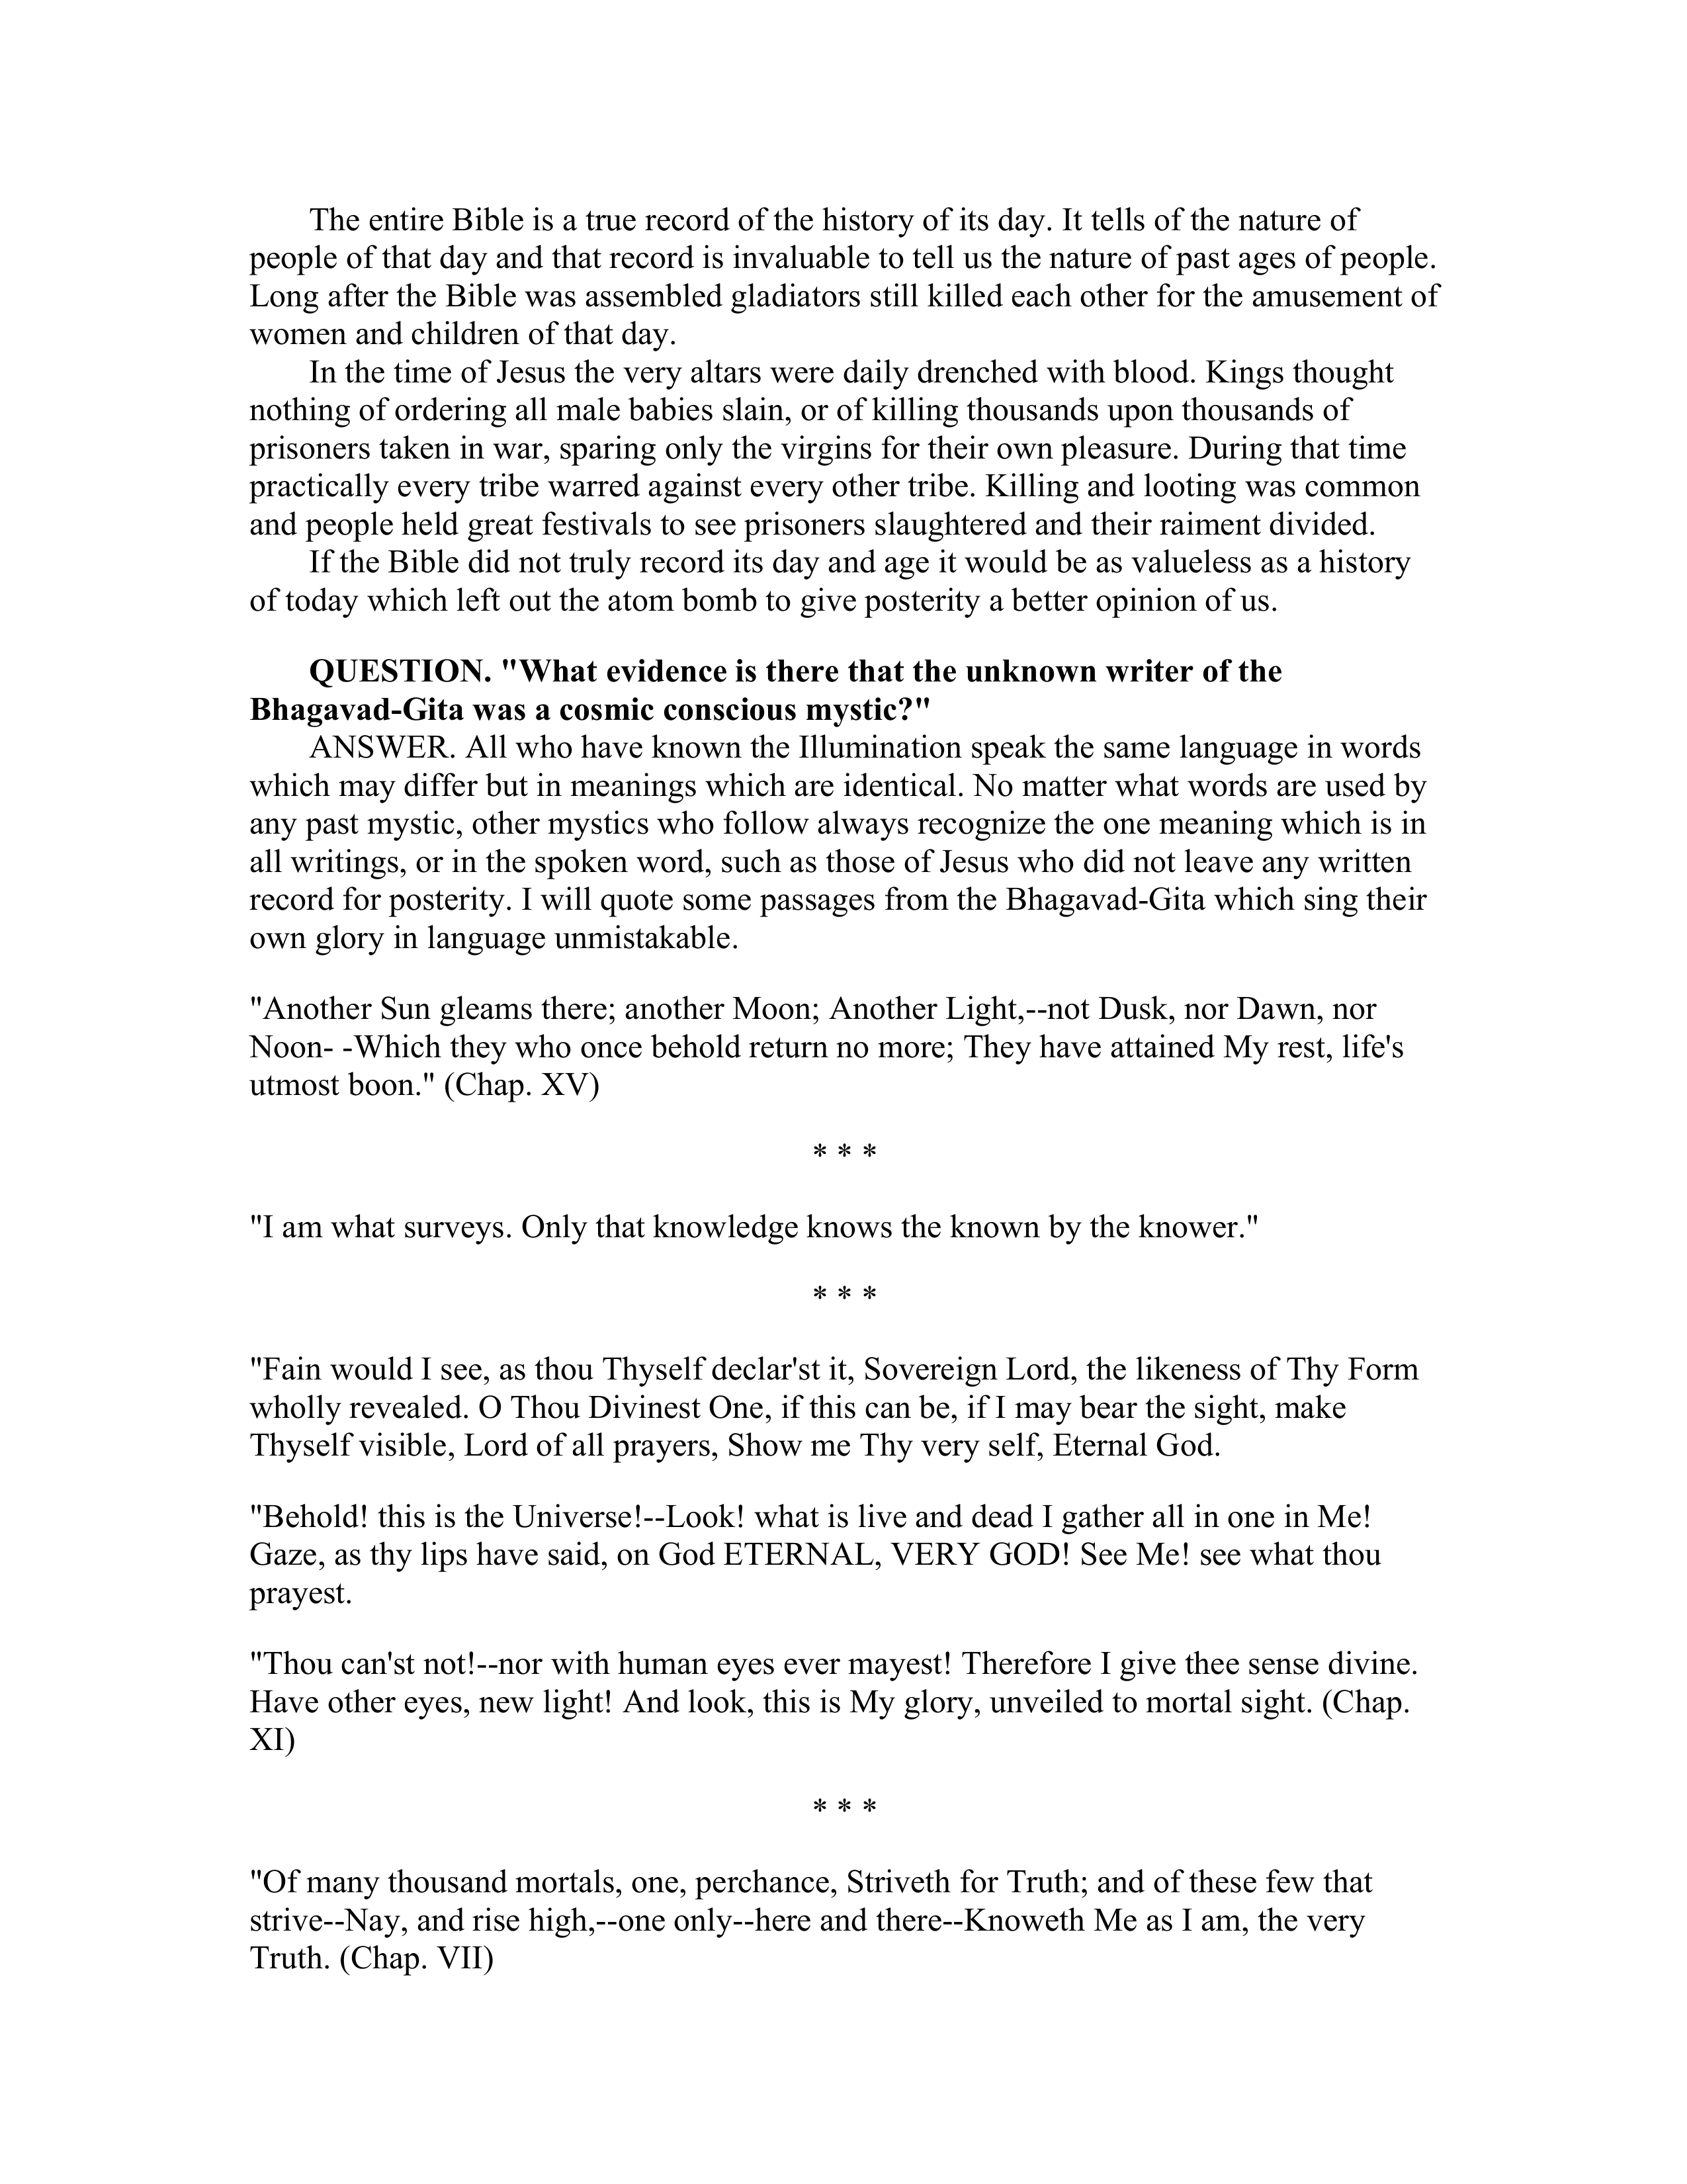 The entire Bible is a true record of the history of its day. It tells of the nature of
people of that day and that record is invaluable to tell us the nature of past ages of people.
Long after the Bible was assembled gladiators still killed each other for the amusement of
women and children of that day.
In the time of Jesus the very altars were daily drenched with blood. Kings thought
nothing of ordering all male babies slain, or of killing thousands upon thousands of
prisoners taken in war, sparing only the virgins for their own pleasure. During that time
practically every tribe warred against every other tribe. Killing and looting was common
and people held great festivals to see prisoners slaughtered and their raiment divided.
If the Bible did not truly record its day and age it would be as valueless as a history
of today which left out the atom bomb to give posterity a better opinion of us.
QUESTION. "What evidence is there that the unknown writer of the
Bhagavad-Gita was a cosmic conscious mystic?"
ANSWER. All who have known the Illumination speak the same language in words
which may differ but in meanings which are identical. No matter what words are used by
any past mystic, other mystics who follow always recognize the one meaning which is in
all writings, or in the spoken word, such as those of Jesus who did not leave any written
record for posterity. I will quote some passages from the Bhagavad-Gita which sing their
own glory in language unmistakable.
"Another Sun gleams there; another Moon; Another Light,--not Dusk, nor Dawn, nor
Noon- -Which they who once behold return no more; They have attained My rest, life's
utmost boon." (Chap. XV)
* * *
"I am what surveys. Only that knowledge knows the known by the knower."
* * *
"Fain would I see, as thou Thyself declar'st it, Sovereign Lord, the likeness of Thy Form
wholly revealed. O Thou Divinest One, if this can be, if I may bear the sight, make
Thyself visible, Lord of all prayers, Show me Thy very self, Eternal God.
"Behold! this is the Universe!--Look! what is live and dead I gather all in one in Me!
Gaze, as thy lips have said, on God ETERNAL, VERY GOD! See Me! see what thou
prayest.
"Thou can'st not!--nor with human eyes ever mayest! Therefore I give thee sense divine.
Have other eyes, new light! And look, this is My glory, unveiled to mortal sight. (Chap.
XI)
* * *
"Of many thousand mortals, one, perchance, Striveth for Truth; and of these few that
strive--Nay, and rise high,--one only--here and there--Knoweth Me as I am, the very
Truth. (Chap. VII)